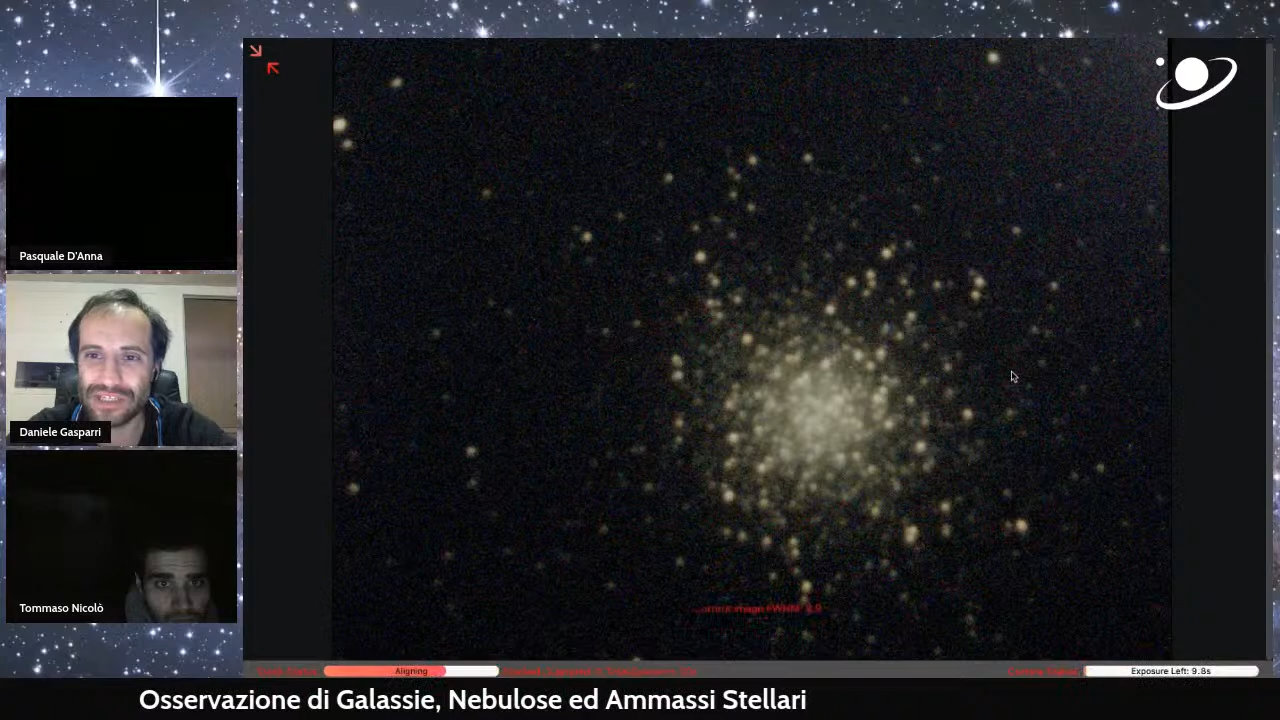 Pasquale D'Anna
Daniele Gasparri
Tommaso Nicolò
Aligning
Exposure Left: 9.8s
Osservazione di Galassie, Nebulose ed Ammassi Stellari